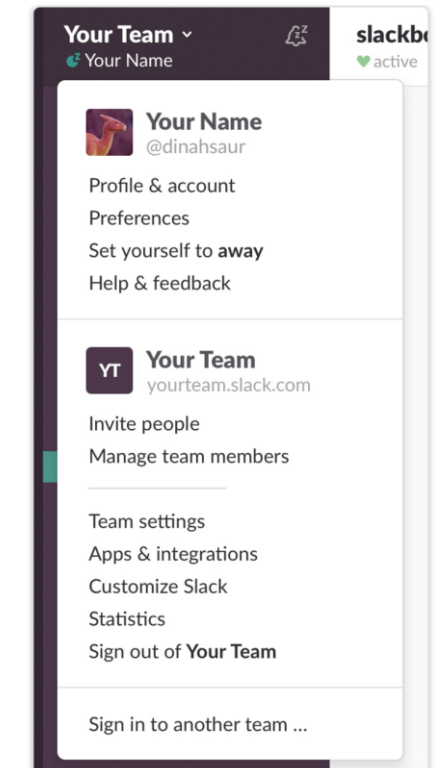 Your Team
Your Name
slackb
active
Your Name
@dinahsaur
Profile & account
Preferences
Set yourself to away
Help & feedback
YT
Your Team
yourteam.slack.com
Invite people
Manage team members
Team settings
Apps & integrations
Customize Slack
Statistics
Sign out of Your Team
Sign in to another team ...